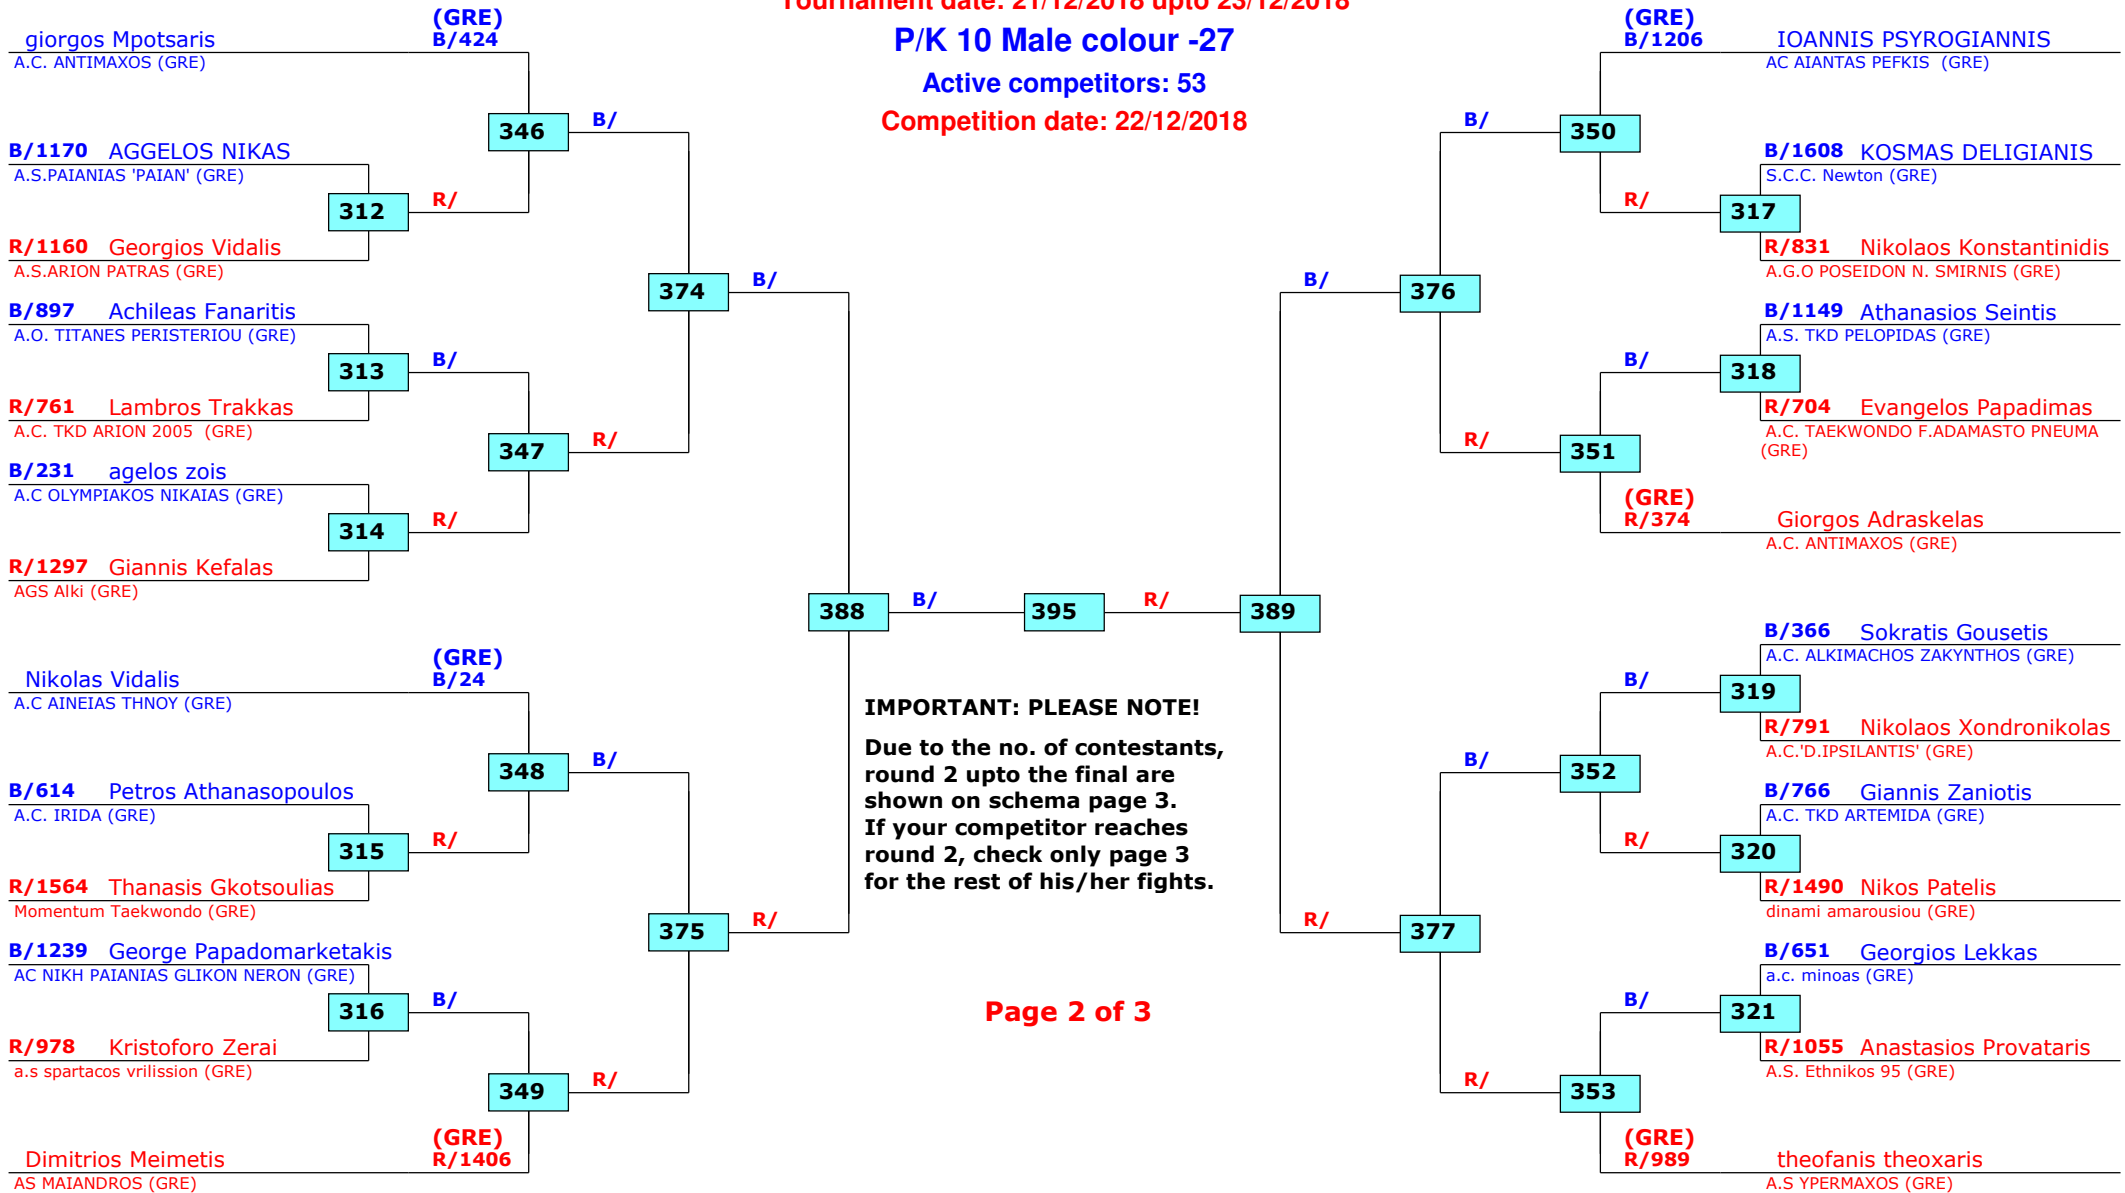 Tournament date: 21/12/2018 upto 23/12/2018
P/K 10 Male colour -27
Active competitors: 53
Competition date: 22/12/2018
giorgos Mpotsaris
(GRE)
B/424
A.C. ANTIMAXOS (GRE)
346
B/
B/1170 AGGELOS NIKAS
A.S.PAIANIAS 'PAIAN' (GRE)
312
R/
R/1160 Georgios Vidalis
A.S.ARION PATRAS (GRE)
374
B/
B/897 Achileas Fanaritis
A.O. TITANES PERISTERIOU (GRE)
313
B/
R/761 Lambros Trakkas
A.C. TKD ARION 2005 (GRE)
347
R/
B/231 agelos zois
A.C OLYMPIAKOS NIKAIAS (GRE)
314
R/
R/1297 Giannis Kefalas
AGS Alki (GRE)
388
B/
395
R/
389
Nikolas Vidalis
(GRE)
B/24
A.C AINEIAS THNOY (GRE)
348
B/
B/614 Petros Athanasopoulos
A.C. IRIDA (GRE)
315
R/
R/1564 Thanasis Gkotsoulias
Momentum Taekwondo (GRE)
375
R/
B/1239 George Papadomarketakis
AC NIKH PAIANIAS GLIKON NERON (GRE)
316
B/
R/978 Kristoforo Zerai
a.s spartacos vrilission (GRE)
349
R/
(GRE)
R/1406
Dimitrios Meimetis
AS MAIANDROS (GRE)
IMPORTANT: PLEASE NOTE!
Due to the no. of contestants,
round 2 upto the final are
shown on schema page 3.
If your competitor reaches
round 2, check only page 3
for the rest of his/her fights.
Page 2 of 3
(GRE)
B/1206 IOANNIS PSYROGIANNIS
AC AIANTAS PEFKIS (GRE)
B/
350
B/1608 KOSMAS DELIGIANIS
S.C.C. Newton (GRE)
R/
317
R/831 Nikolaos Konstantinidis
A.G.O POSEIDON N. SMIRNIS (GRE)
B/
376
B/1149 Athanasios Seintis
A.S. TKD PELOPIDAS (GRE)
B/
318
R/704 Evangelos Papadimas
A.C. TAEKWONDO F.ADAMASTO PNEUMA
(GRE)
R/
351
(GRE)
R/374 Giorgos Adraskelas
A.C. ANTIMAXOS (GRE)
B/366 Sokratis Gousetis
A.C. ALKIMACHOS ZAKYNTHOS (GRE)
B/
319
R/791 Nikolaos Xondronikolas
A.C.'D.IPSILANTIS' (GRE)
B/
352
B/766 Giannis Zaniotis
A.C. TKD ARTEMIDA (GRE)
R/
320
R/1490 Nikos Patelis
dinami amarousiou (GRE)
R/
377
B/651 Georgios Lekkas
a.c. minoas (GRE)
B/
321
R/1055 Anastasios Provataris
A.S. Ethnikos 95 (GRE)
R/
353
(GRE)
R/989 theofanis theoxaris
A.S YPERMAXOS (GRE)